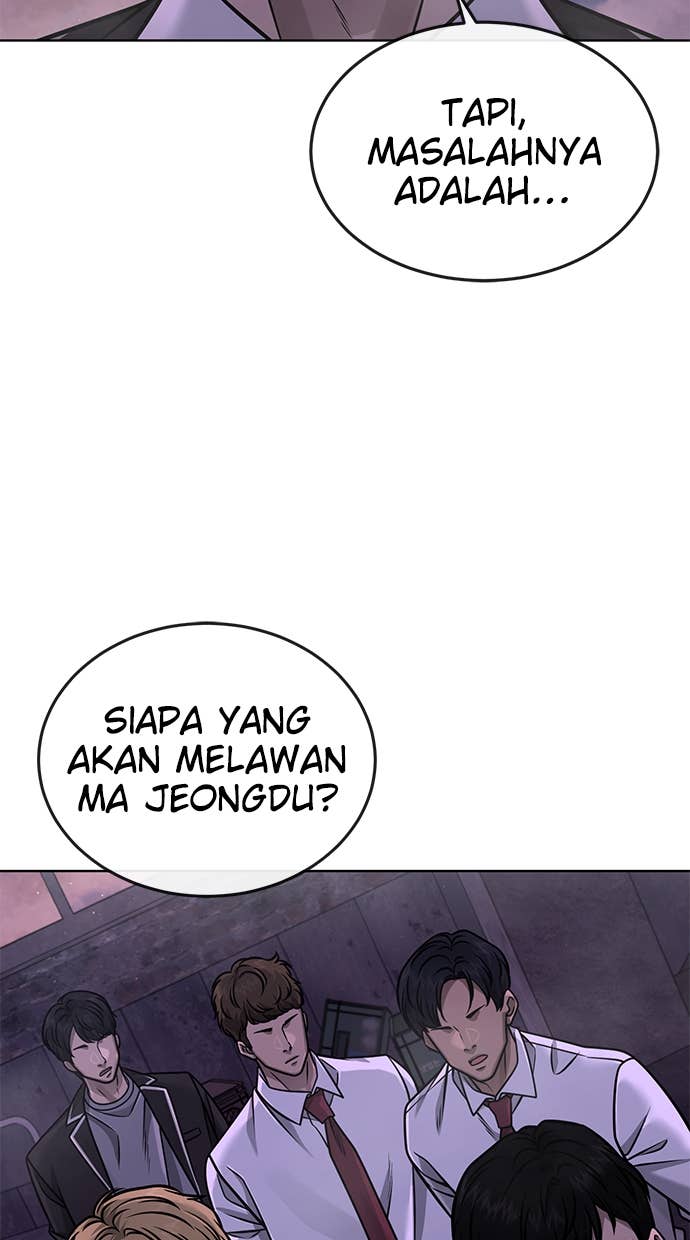 TAPI,
MASALAHNYA
ADALAH...
SIAPA YANG
AKAN MELAWAN
MA JEONGDU?